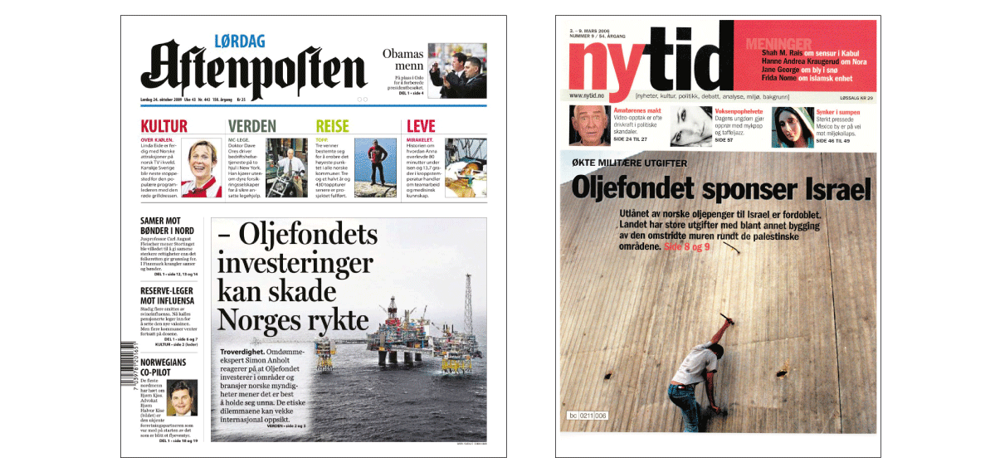 LØRDAG
Aftenposten
Lørdag 24. oktober 2009 Uke 43 Nr. 443 150. årgang Kr 25
Obamas
menn
På plass i Oslo
for å forberede
presidentbesøket.
DEL 1 • side 4
KULTUR
OVER KJØLEN.
Linda Eide er fer-
dig med Norske
attraksjoner på
norsk TV i kveld.
Kanskje Sverige
blir neste stoppe-
sted for den po-
pulære program-
lederen med den
røde grilldressen.
VERDEN
MC-LEGE.
Doktor Dave
Ores driver
bedriftshelse-
tjeneste på to
hjul i New York.
Han kjører uten-
om dyre forsik-
ringsselskaper
for å sikre an-
satte legehjelp.
REISE
TOPP!
Tre venner
bestemte seg
for å erobre det
høyeste punk-
tet i alle norske
kommuner. Tre
og et halvt år og
430 toppturer
senere er pro-
sjektet fullført.
LEVE
MIRAKELET.
Historien om
hvordan Anna
overlevde 80
minutter under
isen og 13,7 gra-
der i kroppstem-
peratur handler
om teamarbeid
og medisinsk
kunnskap.
SAMER MOT
BØNDER I NORD
Jusprofessor Carl August
Fleischer mener Stortinget
ble villedet til å gi samene
sterkere rettigheter enn det
folkeretten gir grunnlag for.
I Finnmark krangler samer
og bønder.
DEL 1 • side 12, 13 og 14
RESERVE-LEGER
MOT INFLUENSA
Stadig flere smittes av
svineinfluensa. Nå kalles
pensjonerte leger inn for
å sette den nye vaksinen.
Men flere kommuner venter
fortsatt på dosene.
DEL 1 • side 6 og 7
KULTUR • side 2 (leder)
NORWEGIANS
CO-PILOT
De fleste
nordmenn
har hørt om
Bjørn Kjos.
Advokat
Bjørn
Halvor Kise
(bildet) er
den ukjente
forretningspartneren som
var med på starten av det
som er blitt et flyeventyr.
DEL 1 • side 18 og 19
– Oljefondets
investeringer
kan skade
Norges rykte
Troverdighet. Omdømme-
ekspert Simon Anholt
reagerer på at Oljefondet
investerer i områder og
bransjer norske myndig-
heter mener det er best
å holde seg unna. De etiske
dilemmaene kan vekke
internasjonal oppsikt.
VERDEN • side 2 og 3
3. – 9. MARS 2006
NUMMER 9 / 54. ÅRGANG
ny tid
www.nytid.no
[nyheter, kultur, politikk, debatt, analyse, miljø, bakgrunn]
LØSSALG KR 29
MENINGER
Shah M. Rais om sensur i Kabul
Hanne Andrea Kraugerud om Nora
Jane George om bly i snø
Frida Nome om islamsk enhet
Amatørenes makt
Video-opptak er ofte
drivkraft i politiske
skandaler.
SIDE 24 TIL 27
Voksenpophelvete
Dagens ungdom gjør
opprør med mykpop
og taffeljazz.
SIDE 57
Synker i sumpen
Sterkt pressede
Mexico by er på vei
mot miljøkollaps.
SIDE 46 TIL 49
ØKTE MILITÆRE UTGIFTER
Oljefondet sponser Israel
Utlånet av norske oljepenger til Israel er fordoblet.
Landet har store utgifter med blant annet bygging
av den omstridte muren rundt de palestinske
områdene. Side 8 og 9
bc 0211 006